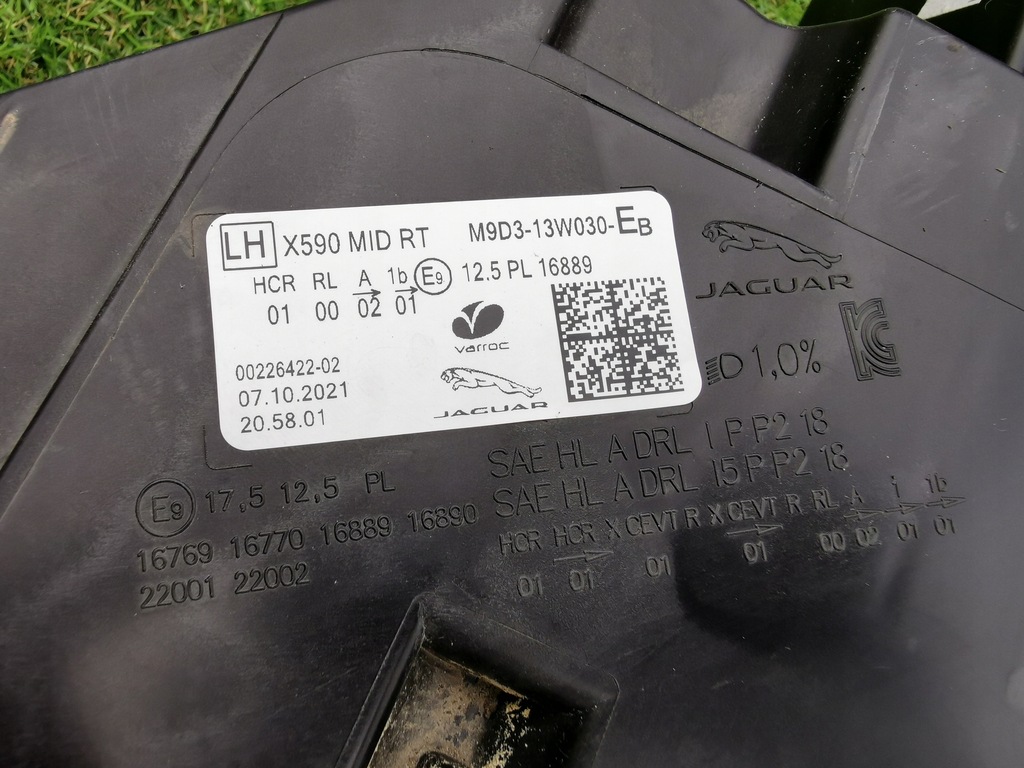 LH X590 MID RT M9D3-13W030-EB
HCR RL A 1b E9 12.5 PL 16889
01 00 02 01
varroc
00226422-02
07.10.2021
20.58.01
JAGUAR
JAGUAR
1,0%
KC
SAE HL A DRL I P P2 18
SAE HL A DRL I5 P P2 18
E9 17,5 12,5 PL
16769 16770 16889 16890
22001 22002
HCR HCR X CEVT R X CEVT R RL A i 1b
01 01 01 01 00 02 01 01